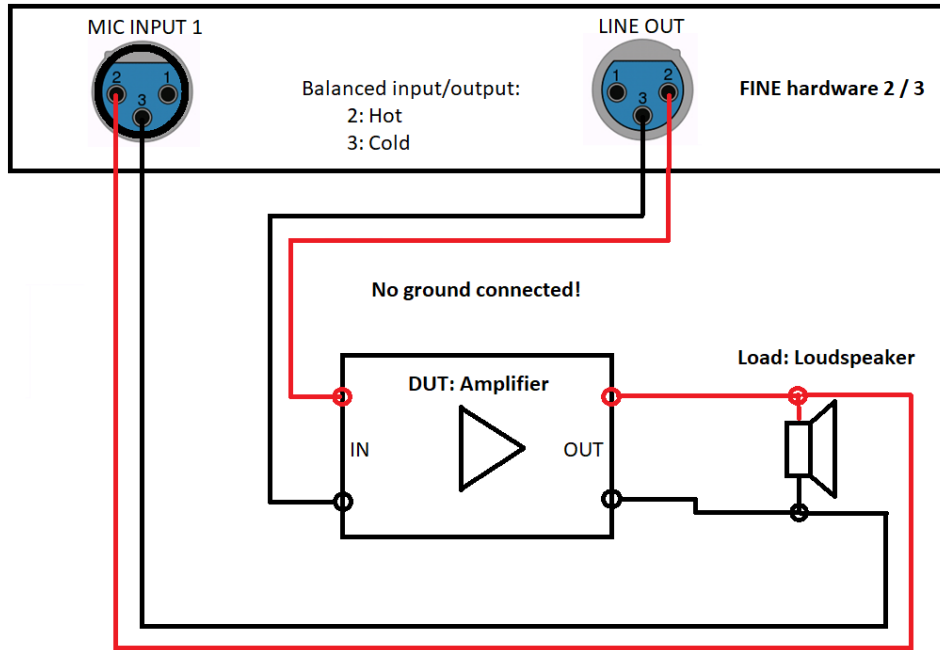 MIC INPUT 1
LINE OUT
2
1
3
Balanced input/output:
2: Hot
3: Cold
1
2
3
FINE hardware 2 / 3
No ground connected!
Load: Loudspeaker
DUT: Amplifier
IN
OUT